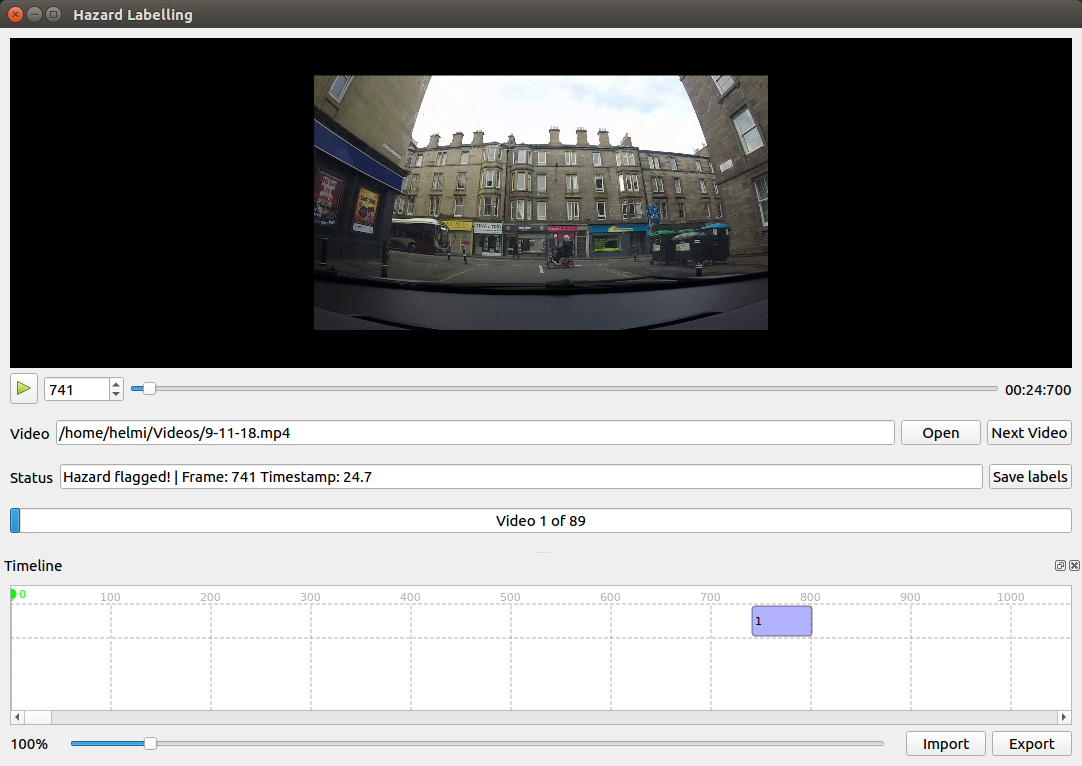 Hazard Labelling
741
00:24:700
Video /home/helmi/Videos/9-11-18.mp4 Open Next Video
Status Hazard flagged! | Frame: 741 Timestamp: 24.7 Save labels
Video 1 of 89
Timeline
0 100 200 300 400 500 600 700 800 900 1000
1
100% Import Export